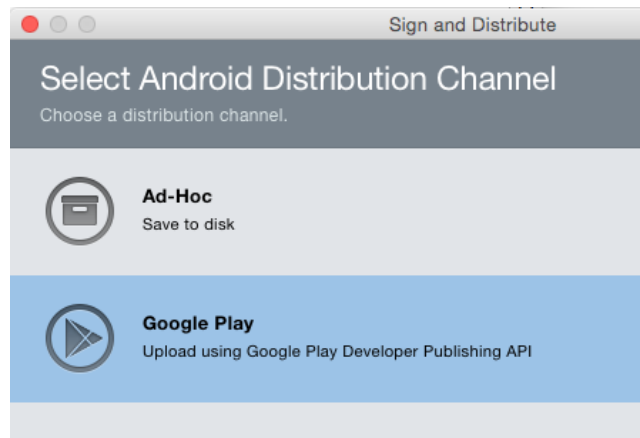 Sign and Distribute
Select Android Distribution Channel
Choose a distribution channel.
Ad-Hoc
Save to disk
Google Play
Upload using Google Play Developer Publishing API